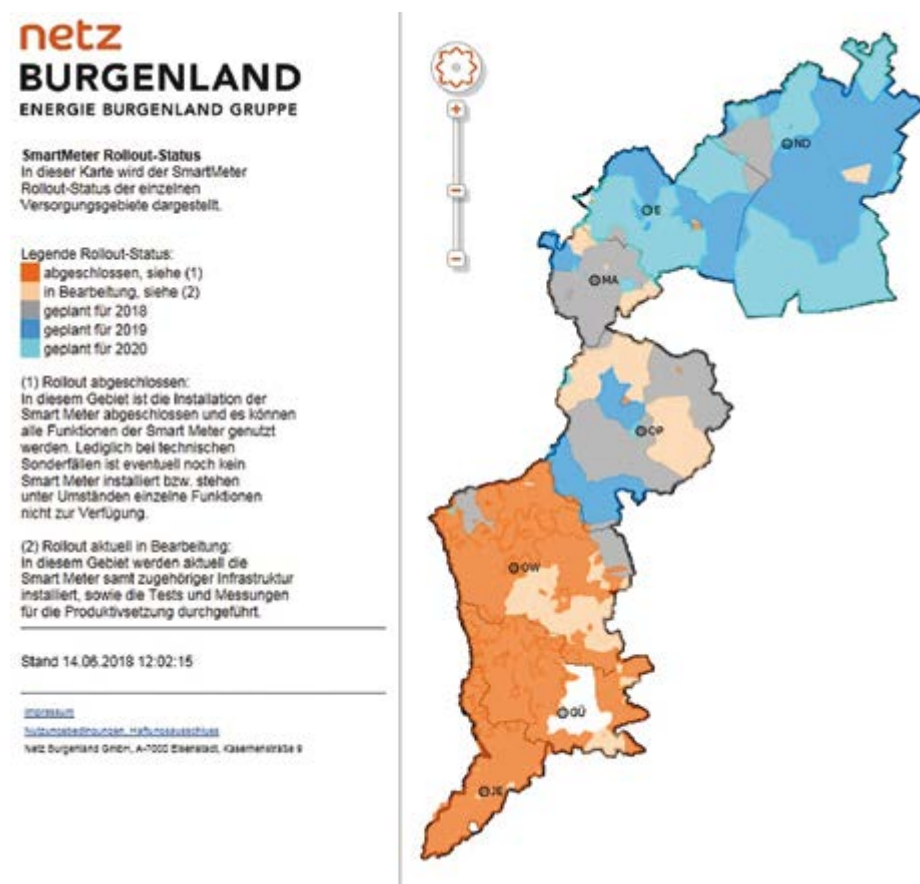 netz
BURGENLAND
ENERGIE BURGENLAND GRUPPE
SmartMeter Rollout-Status
In dieser Karte wird der SmartMeter
Rollout-Status der einzelnen
Versorgungsgebiete dargestellt.
Legende Rollout-Status:
abgeschlossen, siehe (1)
in Bearbeitung, siehe (2)
geplant für 2018
geplant für 2019
geplant für 2020
(1) Rollout abgeschlossen:
In diesem Gebiet ist die Installation der
Smart Meter abgeschlossen und es können
alle Funktionen der Smart Meter genutzt
werden. Lediglich bei technischen
Sonderfällen ist eventuell noch kein
Smart Meter installiert bzw. stehen
unter Umständen einzelne Funktionen
nicht zur Verfügung.
(2) Rollout aktuell in Bearbeitung:
In diesem Gebiet werden aktuell die
Smart Meter samt zugehöriger Infrastruktur
installiert, sowie die Tests und Messungen
für die Produktivsetzung durchgeführt.
Stand 14.06.2018 12:02:15
Impressum
Nutzungsbedingungen, Haftungsausschluss
Netz Burgenland GmbH, A-7000 Eisenstadt, Kasernenstraße 9
ND
E
MA
OP
OW
GÜ
JE